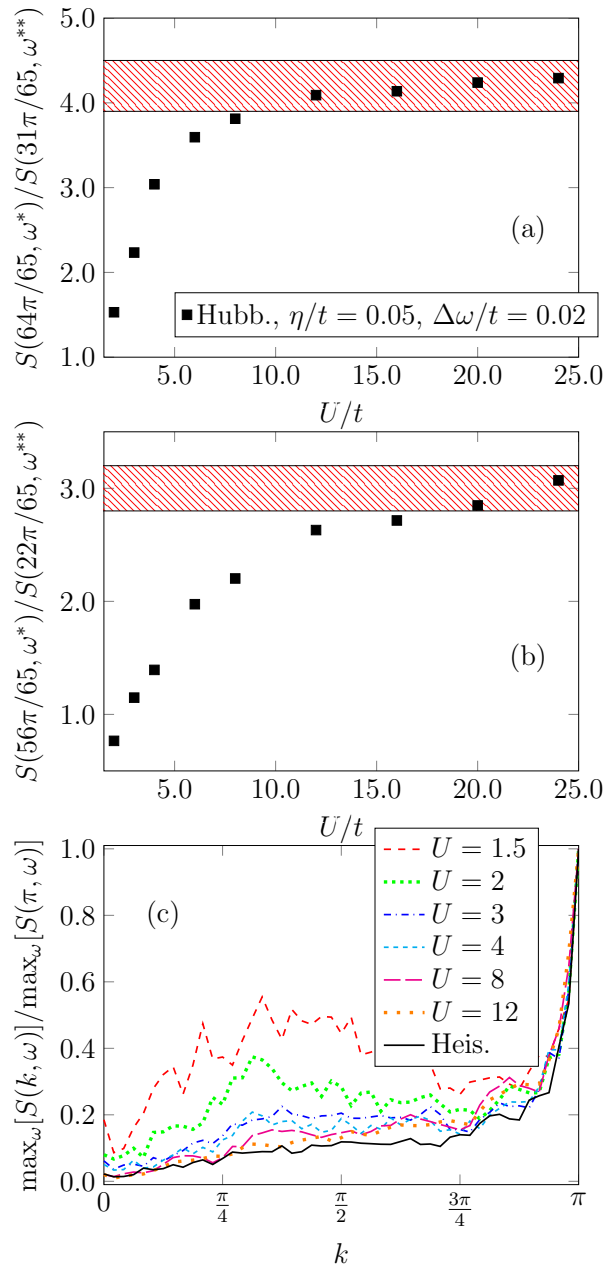 S(64π/65, ω*)/S(31π/65, ω**)
5.0
4.0
3.0
2.0
1.0
(a)
Hubb., η/t = 0.05, Δω/t = 0.02
5.0 10.0 15.0 20.0 25.0
U/t
S(56π/65, ω*)/S(22π/65, ω**)
3.0
2.0
1.0
(b)
5.0 10.0 15.0 20.0 25.0
U/t
max_ω[S(k, ω)]/max_ω[S(π, ω)]
1.0
0.8
0.6
0.4
0.2
0.0
(c)
U = 1.5
U = 2
U = 3
U = 4
U = 8
U = 12
Heis.
0 π/4 π/2 3π/4 π
k